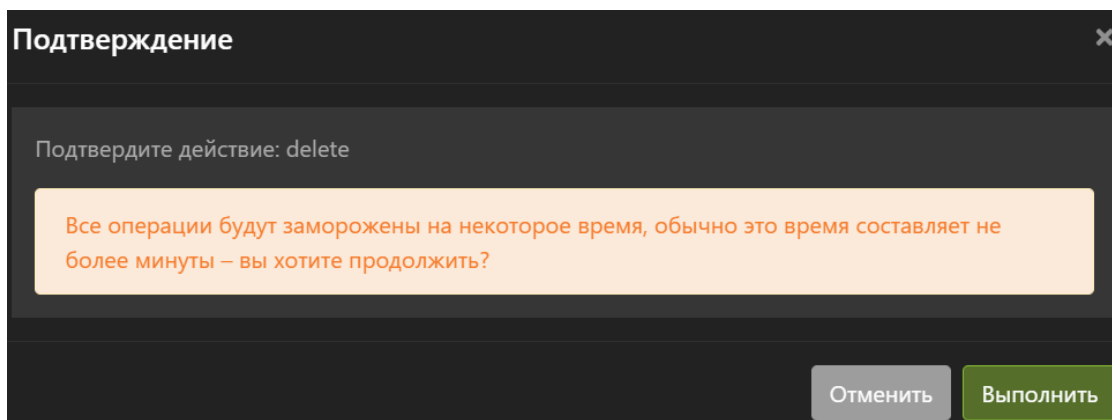 Подтверждение
Подтвердите действие: delete
Все операции будут заморожены на некоторое время, обычно это время составляет не
более минуты – вы хотите продолжить?
Отменить
Выполнить